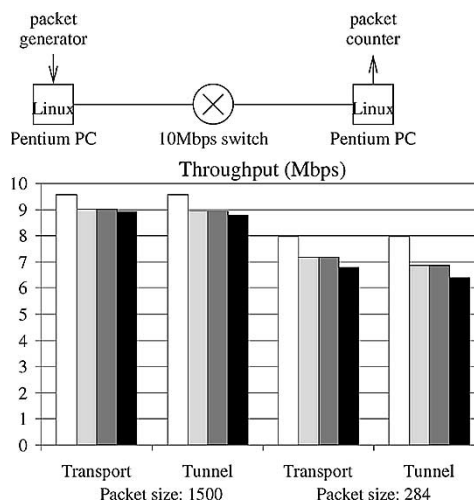 packet generator
packet counter
Linux
Linux
Pentium PC
10Mbps switch
Pentium PC
Throughput (Mbps)
10
9
8
7
6
5
4
3
2
1
0
Transport
Tunnel
Transport
Tunnel
Packet size: 1500
Packet size: 284